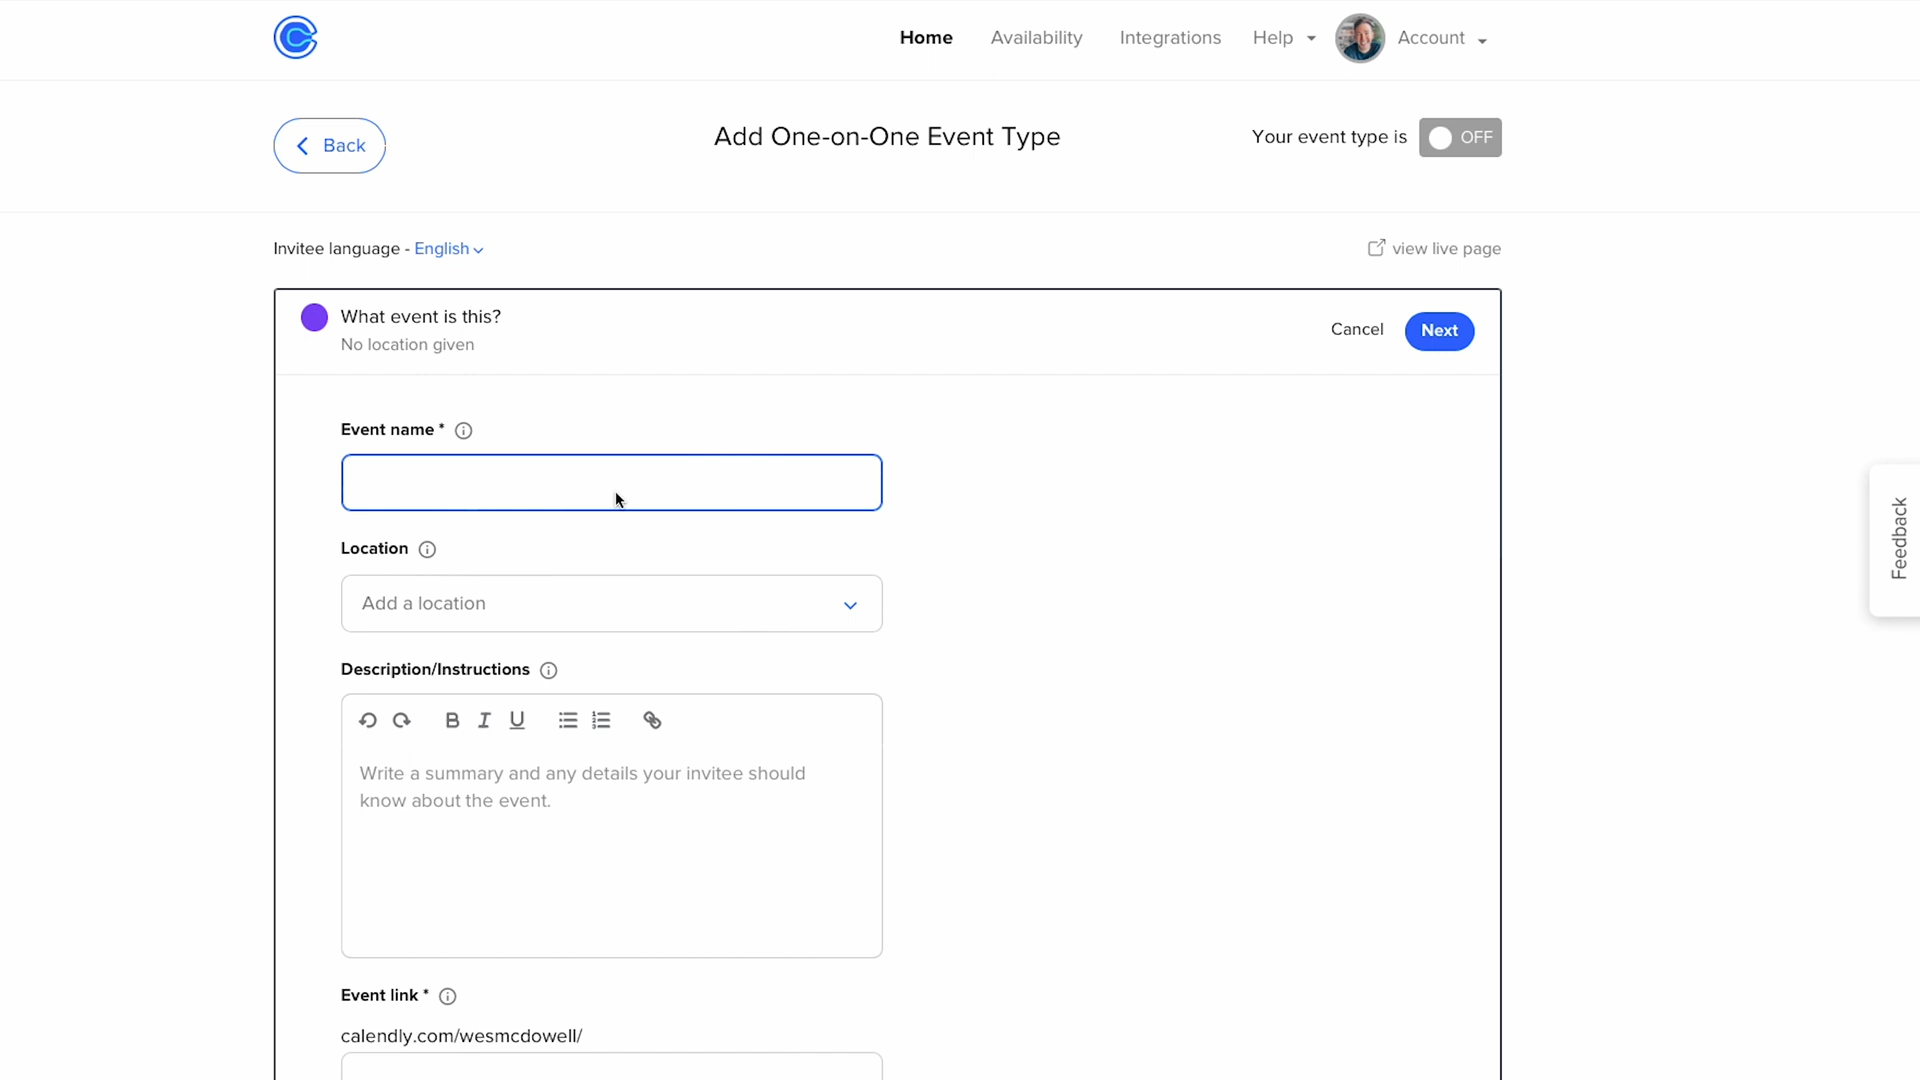 Home Availability Integrations Help Account
Back
Add One-on-One Event Type
Your event type is OFF
Invitee language - English
view live page
What event is this?
No location given
Cancel Next
Event name *
Location
Add a location
Description/Instructions
B I U
Write a summary and any details your invitee should
know about the event.
Event link *
calendly.com/wesmcdowell/
Feedback